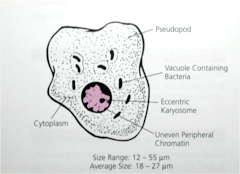 Pseudopod
Vacuole Containing
Bacteria
Eccentric
Karyosome
Cytoplasm
Uneven Peripheral
Chromatin
Size Range: 12 – 55 µm
Average Size: 18 – 27 µm